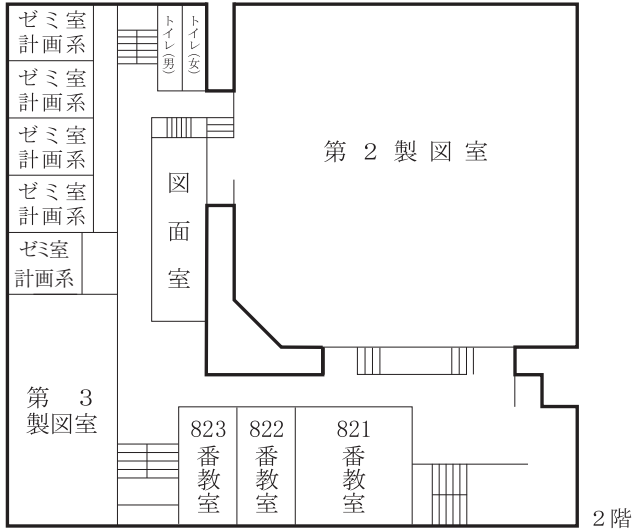 ゼミ室
計画系
ゼミ室
計画系
ゼミ室
計画系
ゼミ室
計画系
ゼミ室
計画系
トイレ(男)
トイレ(女)
第2製図室
図面室
第3
製図室
823
番教室
822
番教室
821
番教室
2階